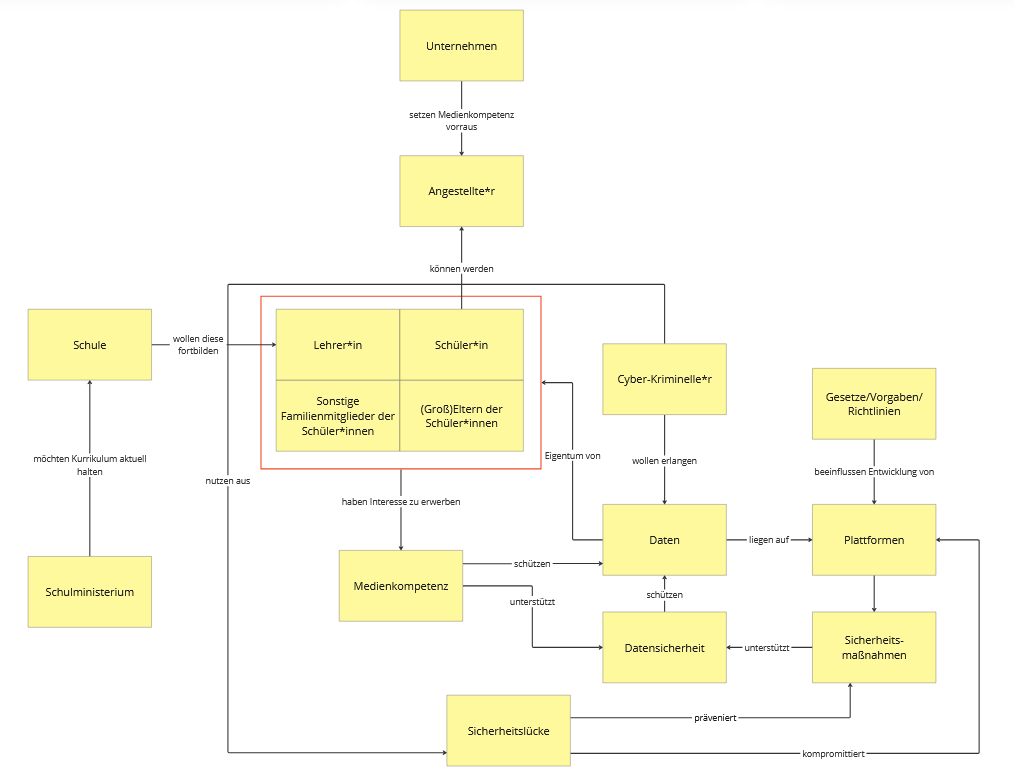 Unternehmen
setzen Medienkompetenz
vorraus
Angestellte*r
können werden
Schule
wollen diese
fortbilden
Lehrer*in
Schüler*in
Sonstige
Familienmitglieder der
Schüler*innen
(Groß)Eltern der
Schüler*innen
Cyber-Kriminelle*r
Gesetze/Vorgaben/
Richtlinien
möchten Kurrikulum aktuell
halten
nutzen aus
Eigentum von
wollen erlangen
beeinflussen Entwicklung von
haben Interesse zu erwerben
Daten
liegen auf
Plattformen
Schulministerium
Medienkompetenz
schützen
unterstützt
schützen
Datensicherheit
unterstützt
Sicherheits-
maßnahmen
Sicherheitslücke
präveniert
kompromittiert